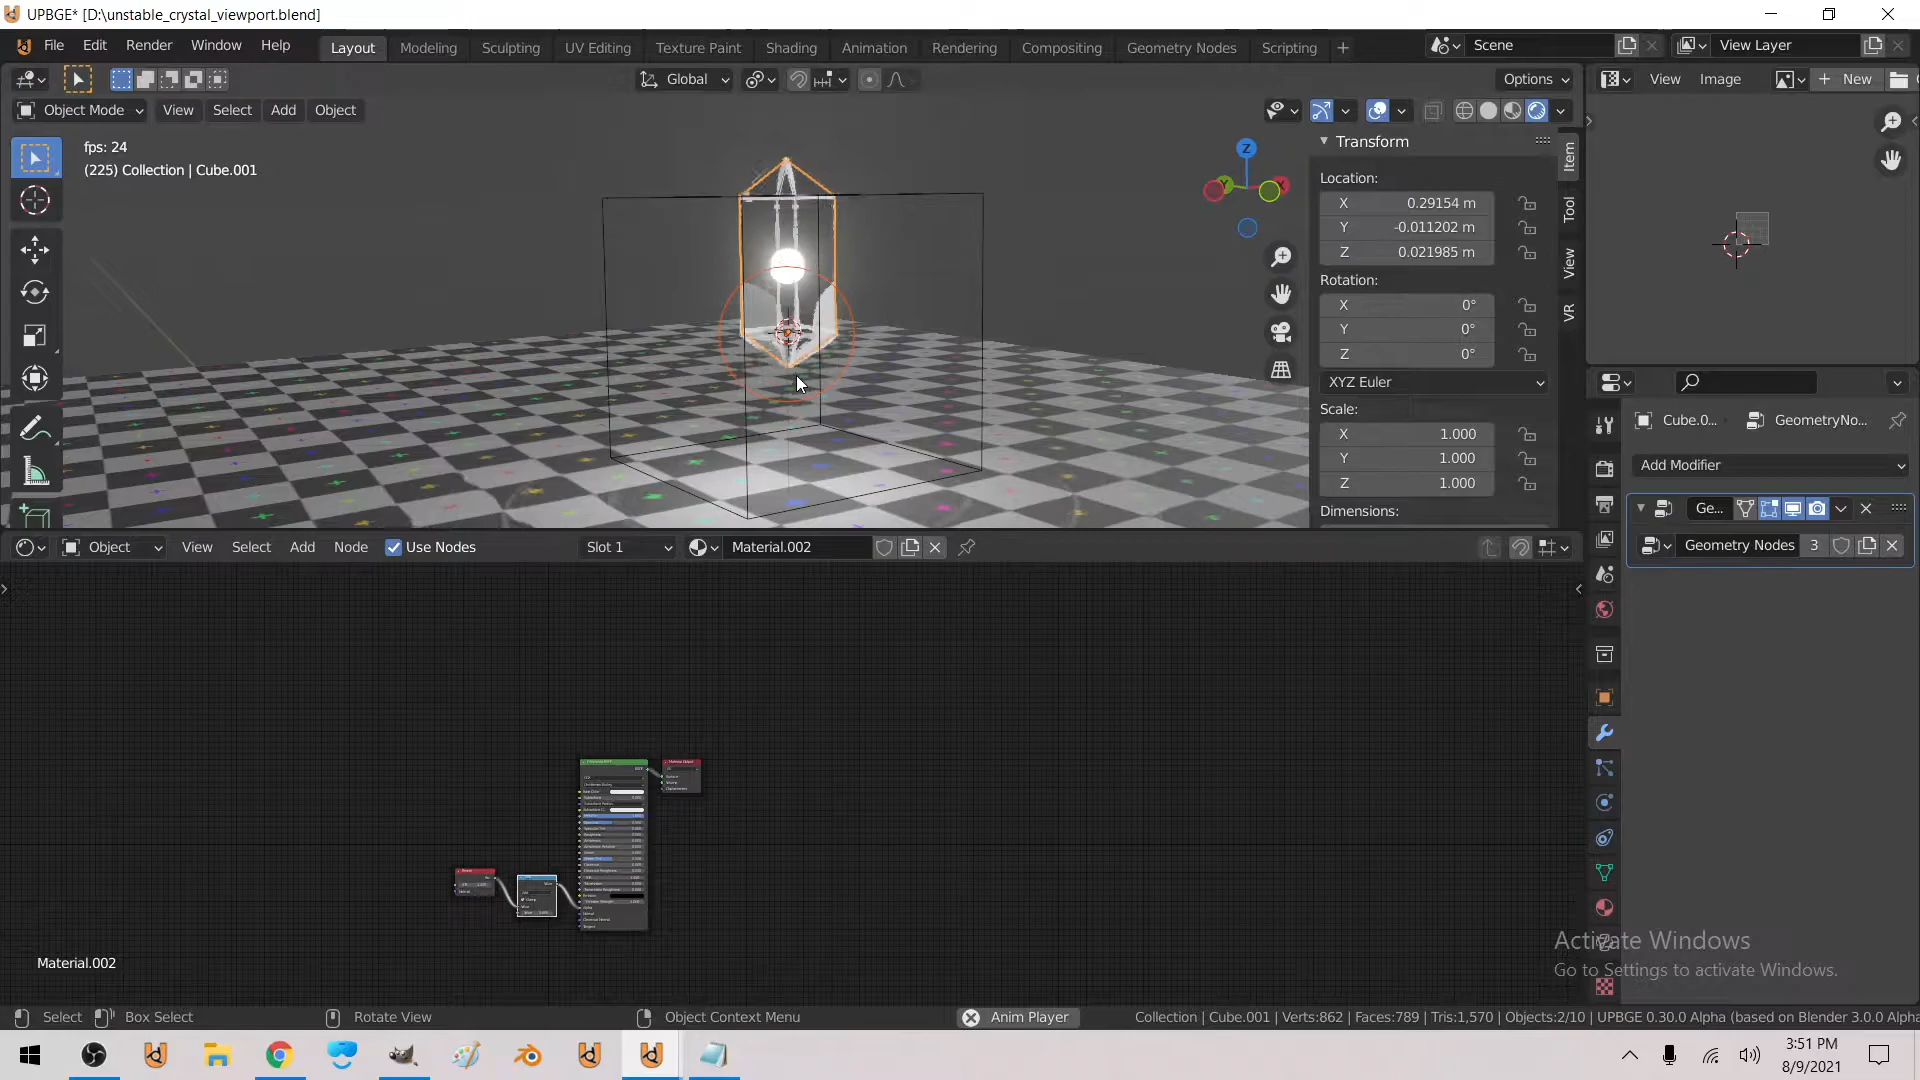 UPBGE* [D:\unstable_crystal_viewport.blend]
File Edit Render Window Help Layout Modeling Sculpting UV Editing Texture Paint Shading Animation Rendering Compositing Geometry Nodes Scripting + Scene View Layer
Global Options View Image + New
Object Mode View Select Add Object
Transform
fps: 24
(225) Collection | Cube.001
Z
Item
Location:
X 0.29154 m
Y -0.011202 m
Z 0.021985 m
Tool
View
VR
Rotation:
X 0°
Y 0°
Z 0°
XYZ Euler
Scale:
X 1.000
Y 1.000
Z 1.000
Dimensions:
Cube.0... GeometryNo...
Add Modifier
Ge...
Geometry Nodes 3
Object View Select Add Node Use Nodes Slot 1 Material.002
Material.002
Activate Windows
Go to Settings to activate Windows.
Select Box Select Rotate View Object Context Menu Anim Player Collection | Cube.001 | Verts:862 | Faces:789 | Tris:1,570 | Objects:2/10 | UPBGE 0.30.0 Alpha (based on Blender 3.0.0 Alpha
3:51 PM
8/9/2021